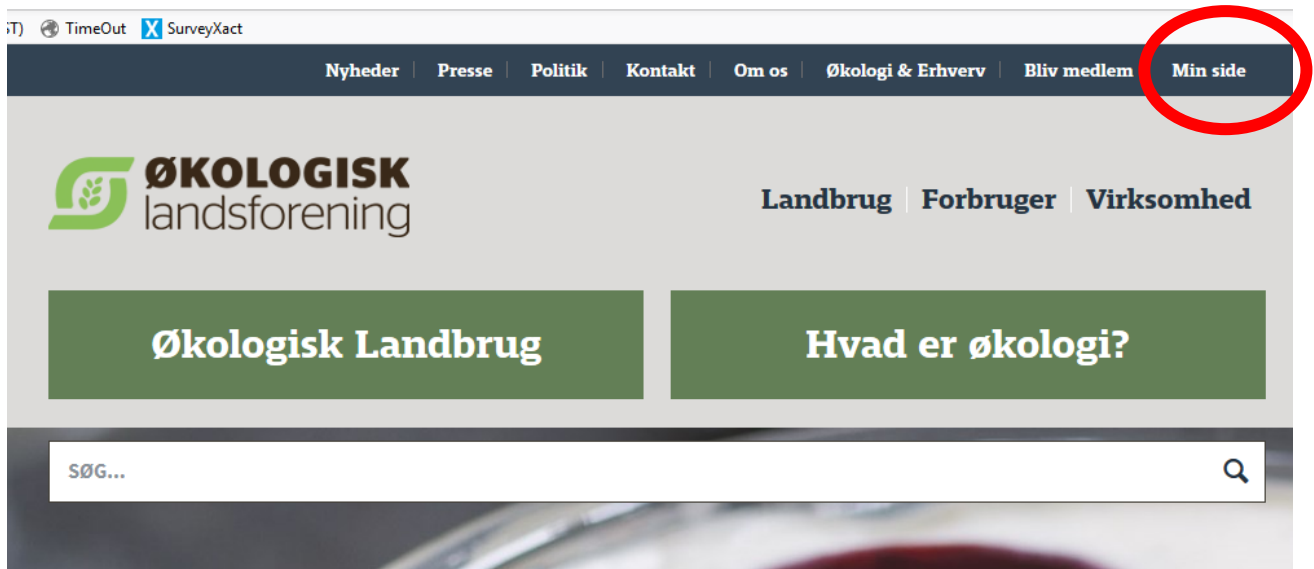 ST) TimeOut SurveyXact
Nyheder Presse Politik Kontakt Om os Økologi & Erhverv Bliv medlem Min side
ØKOLOGISK
landsforening
Landbrug Forbruger Virksomhed
Økologisk Landbrug Hvad er økologi?
SØG...